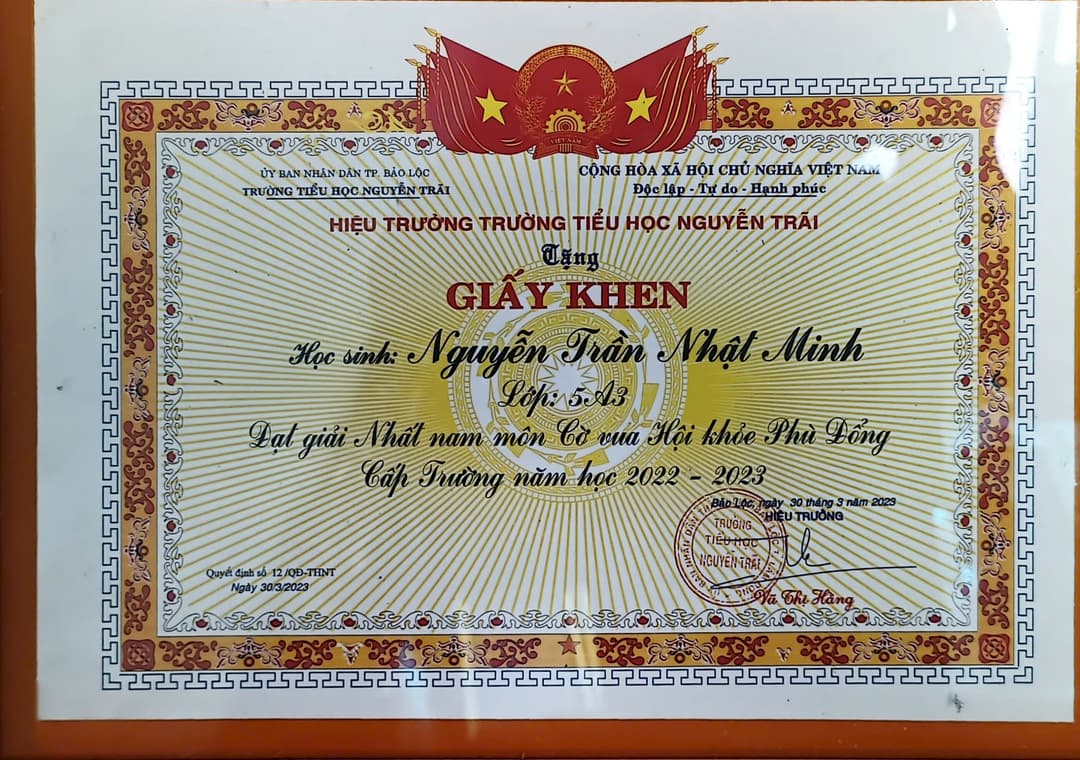 VIỆT NAM
ỦY BAN NHÂN DÂN TP. BẢO LỘC
TRƯỜNG TIỂU HỌC NGUYỄN TRÃI
CỘNG HÒA XÃ HỘI CHỦ NGHĨA VIỆT NAM
Độc lập - Tự do - Hạnh phúc
HIỆU TRƯỞNG TRƯỜNG TIỂU HỌC NGUYỄN TRÃI
Tặng
GIẤY KHEN
Học sinh: Nguyễn Trần Nhật Minh
Lớp: 5A3
Đạt giải Nhất nam môn Cờ vua Hội khỏe Phù Đổng
Cấp Trường năm học 2022 - 2023
Bảo Lộc, ngày 30 tháng 3 năm 2023
HIỆU TRƯỞNG
TRƯỜNG
TIỂU HỌC
NGUYỄN TRÃI
Vũ Thị Hằng
Quyết định số 12 /QĐ-THNT
Ngày 30/3/2023